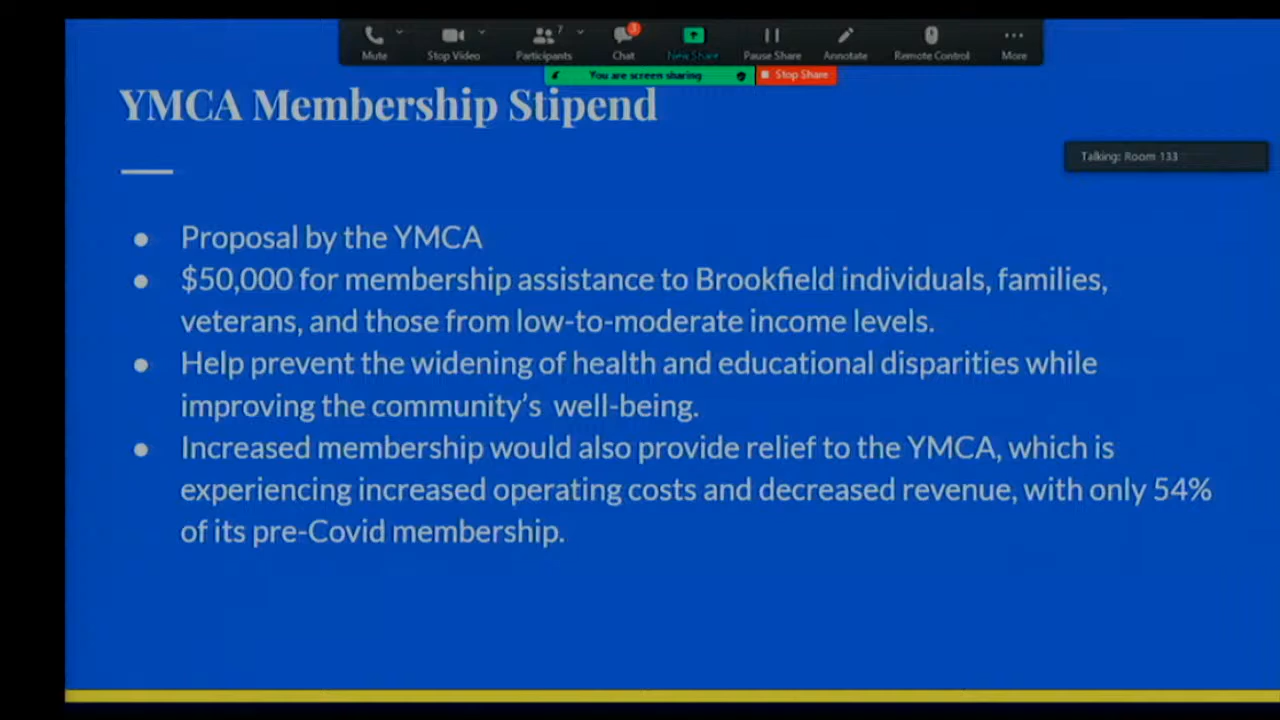 7
3
Mute
Stop Video
Participants
Chat
New Share
Pause Share
Annotate
Remote Control
More
You are screen sharing
Stop Share
YMCA Membership Stipend
Talking: Room 133
● Proposal by the YMCA
● $50,000 for membership assistance to Brookfield individuals, families,
veterans, and those from low-to-moderate income levels.
● Help prevent the widening of health and educational disparities while
improving the community’s well-being.
● Increased membership would also provide relief to the YMCA, which is
experiencing increased operating costs and decreased revenue, with only 54%
of its pre-Covid membership.